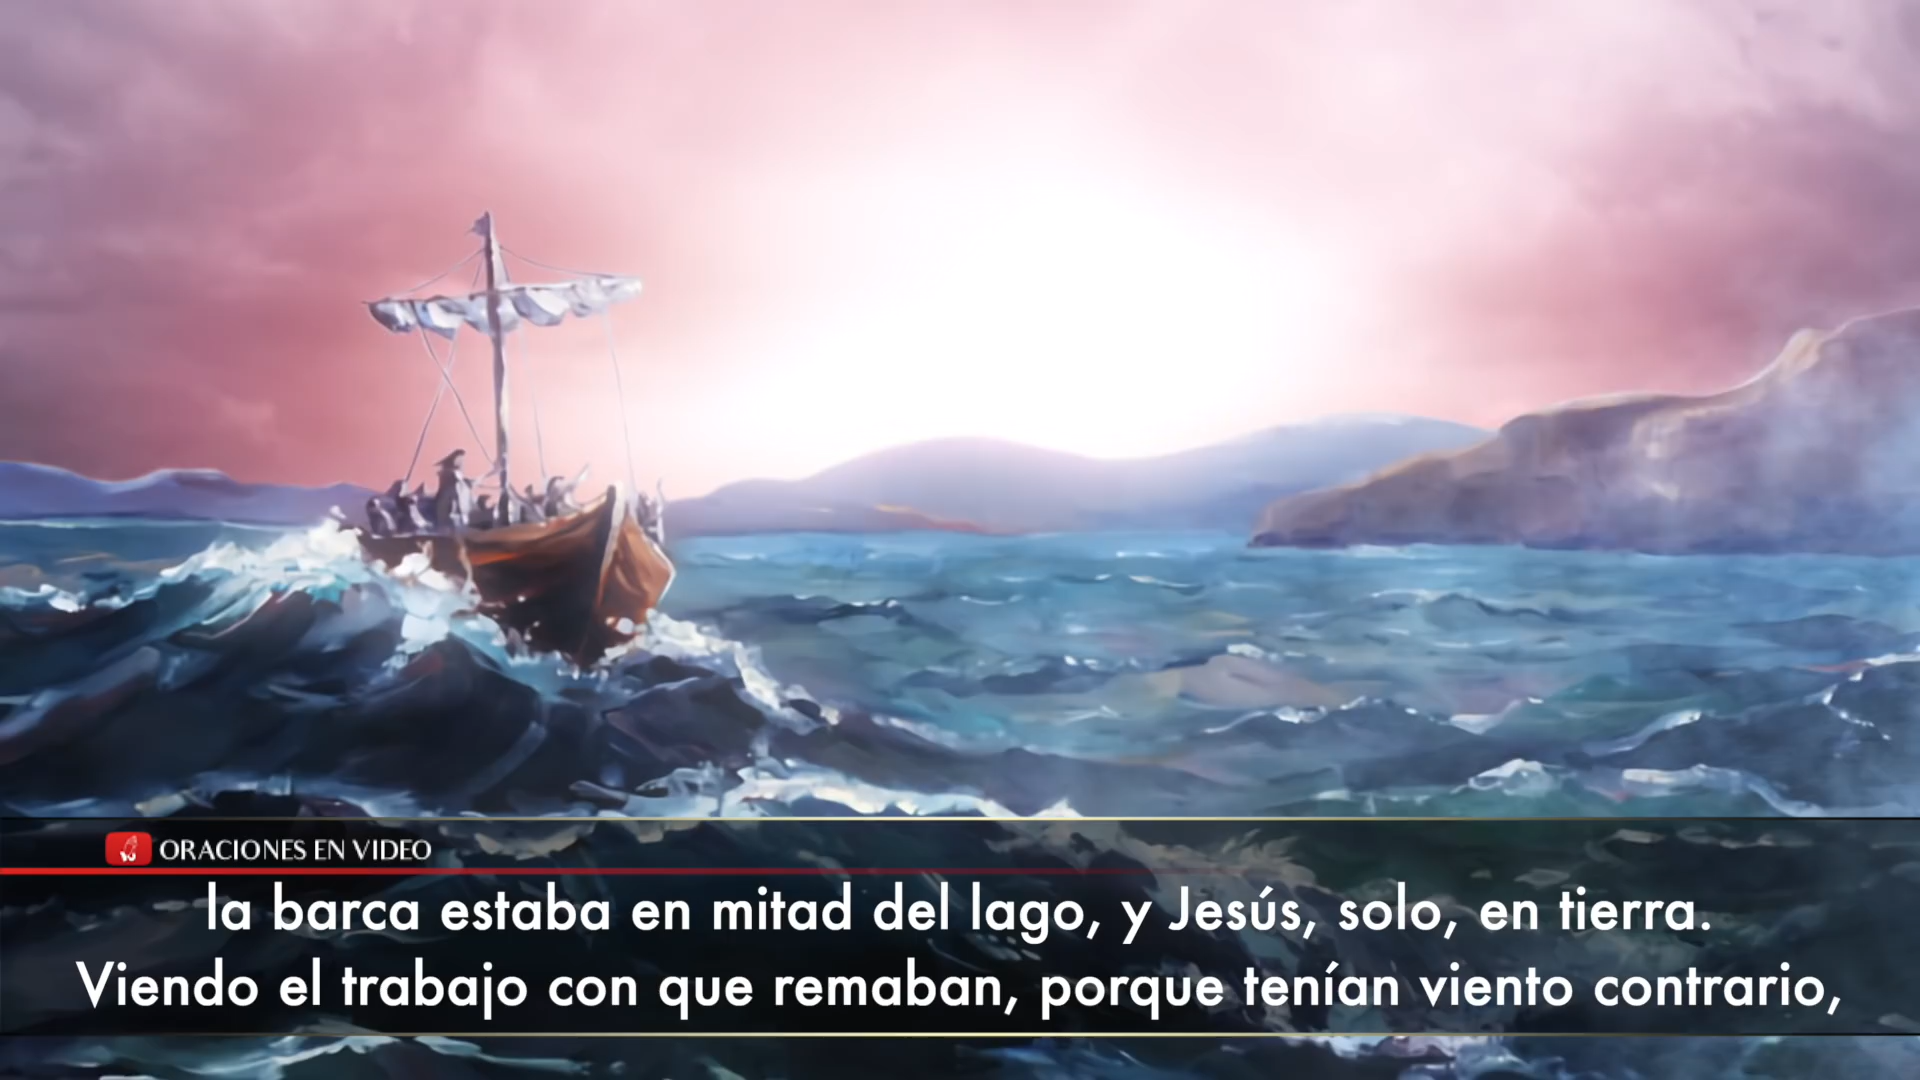 ORACIONES EN VIDEO
la barca estaba en mitad del lago, y Jesús, solo, en tierra.
Viendo el trabajo con que remaban, porque tenían viento contrario,